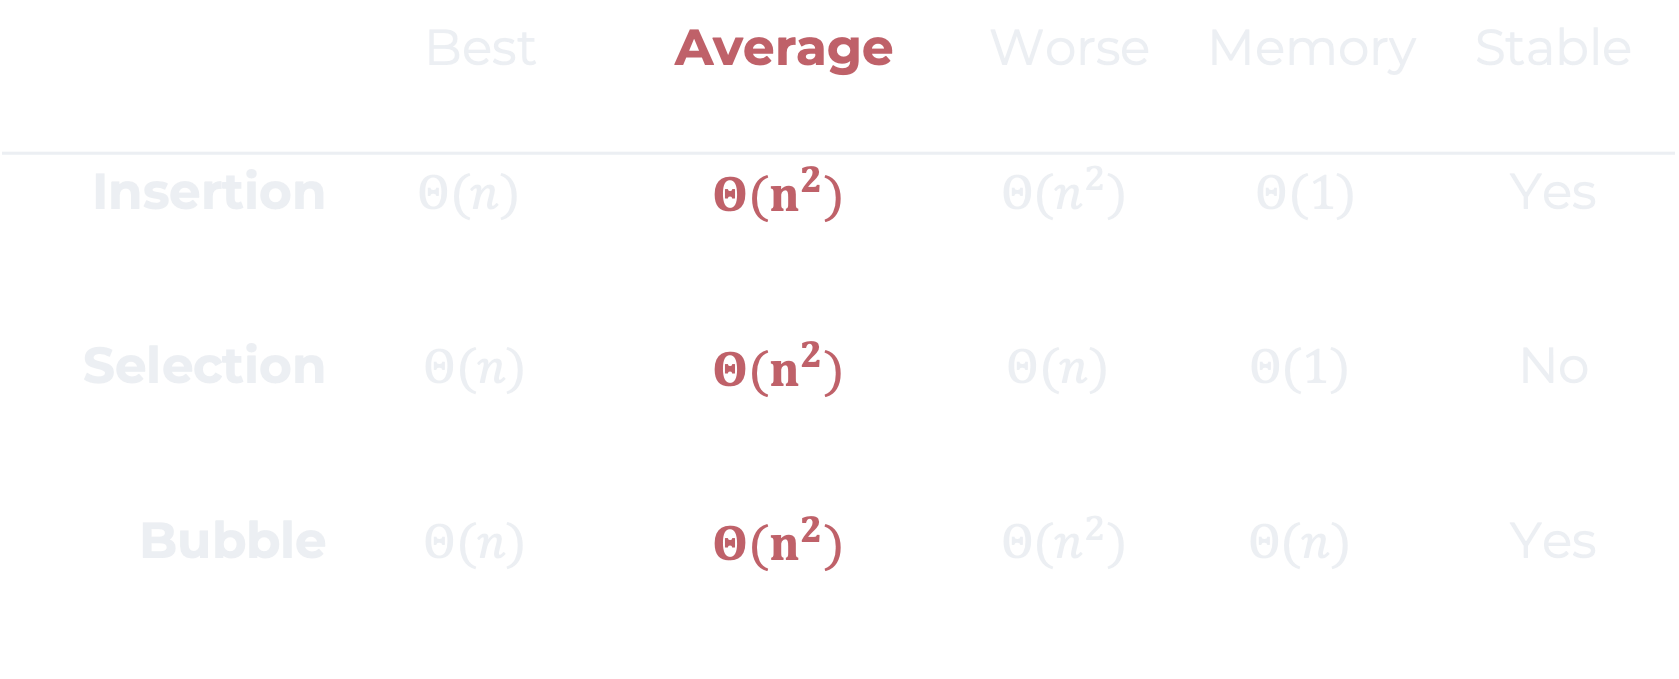 Best Average Worse Memory Stable
Insertion Θ(n) Θ(n²) Θ(n²) Θ(1) Yes
Selection Θ(n) Θ(n²) Θ(n) Θ(1) No
Bubble Θ(n) Θ(n²) Θ(n²) Θ(n) Yes